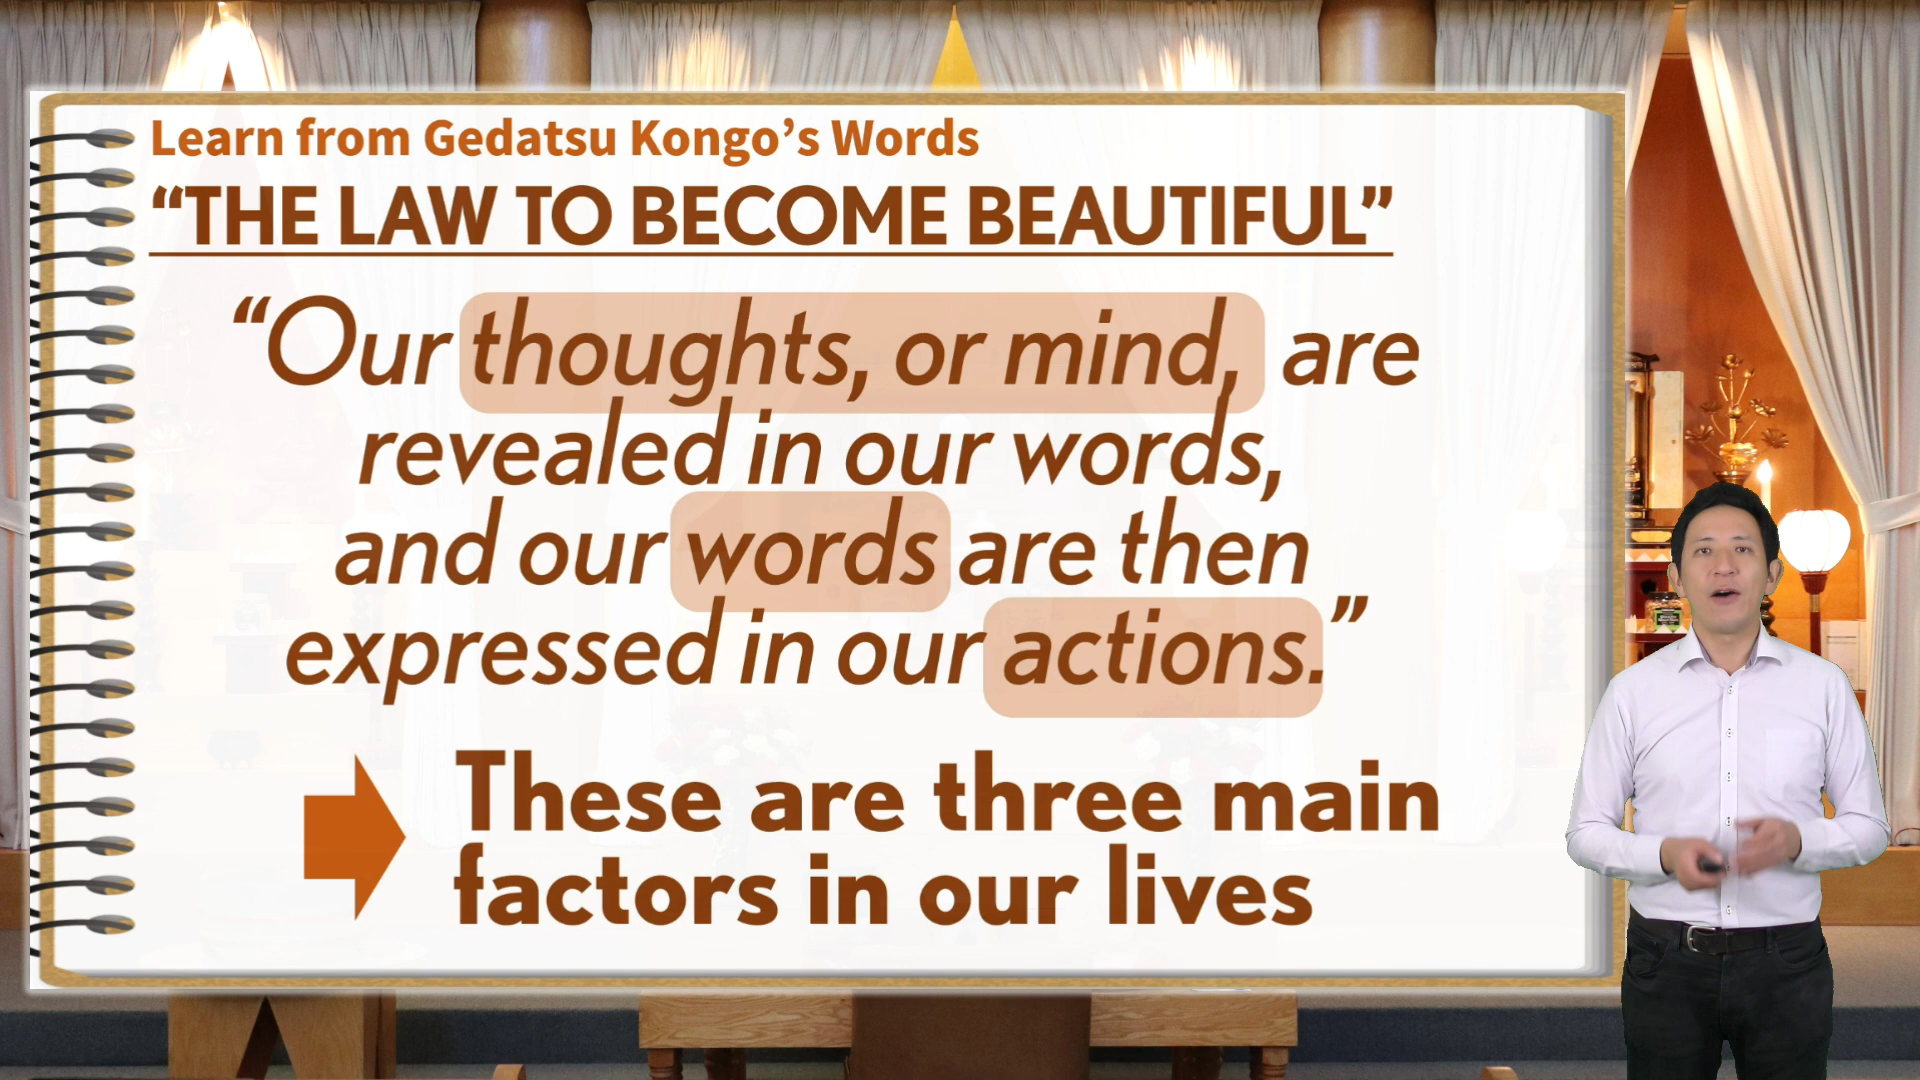 Learn from Gedatsu Kongo’s Words
“THE LAW TO BECOME BEAUTIFUL”
“Our thoughts, or mind, are
revealed in our words,
and our words are then
expressed in our actions.”
These are three main
factors in our lives